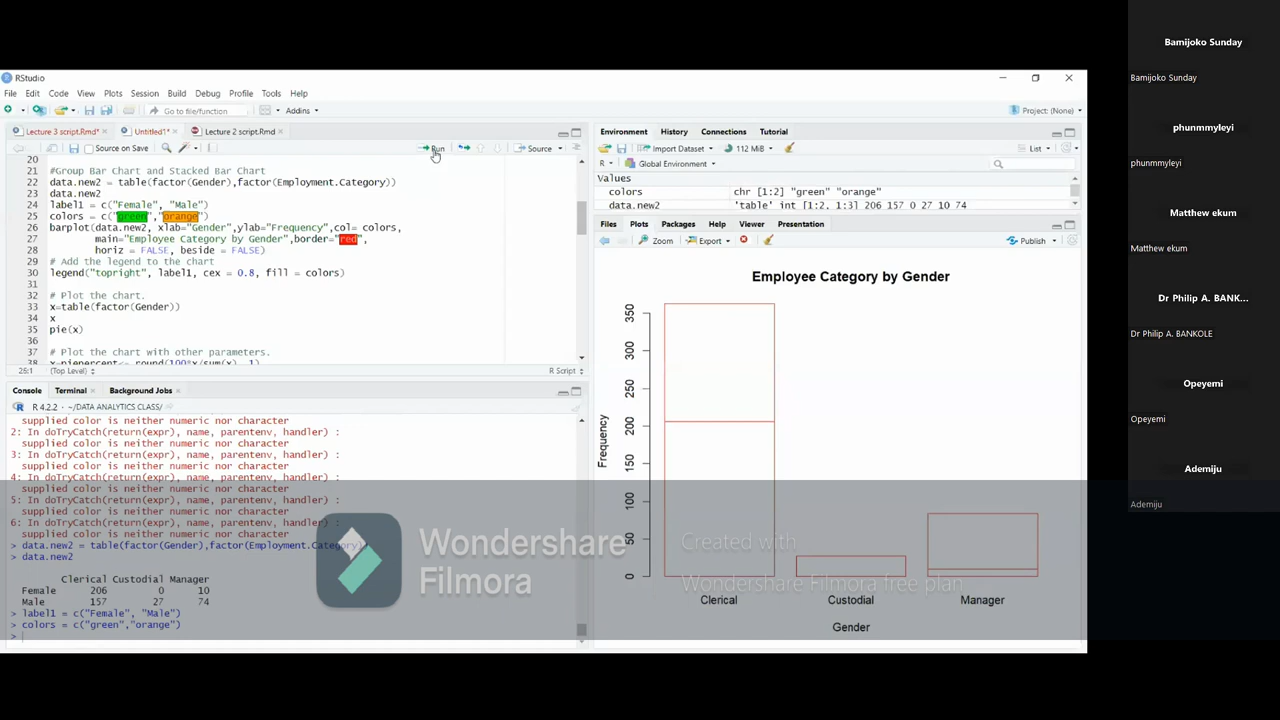 RStudio
File Edit Code View Plots Session Build Debug Profile Tools Help
Go to file/function Addins Project: (None)
Lecture 3 script.Rmd* Untitled1* Lecture 2 script.Rmd
Source on Save Run Source
20
21 #Group Bar Chart and Stacked Bar Chart
22 data.new2 = table(factor(Gender),factor(Employment.Category))
23 data.new2
24 label1 = c("Female", "Male")
25 colors = c("green","orange")
26 barplot(data.new2, xlab="Gender",ylab="Frequency",col= colors,
27 main="Employee Category by Gender",border="red",
28 horiz = FALSE, beside = FALSE)
29 # Add the legend to the chart
30 legend("topright", label1, cex = 0.8, fill = colors)
31
32 # Plot the chart.
33 x=table(factor(Gender))
34 x
35 pie(x)
36
37 # Plot the chart with other parameters.
38 x=piepercent<- round(100*x/sum(x), 1)
25:1 (Top Level) R Script
Console Terminal Background Jobs
R 4.2.2 · ~/DATA ANALYTICS CLASS/
supplied color is neither numeric nor character
2: In doTryCatch(return(expr), name, parentenv, handler) :
supplied color is neither numeric nor character
3: In doTryCatch(return(expr), name, parentenv, handler) :
supplied color is neither numeric nor character
4: In doTryCatch(return(expr), name, parentenv, handler) :
supplied color is neither numeric nor character
5: In doTryCatch(return(expr), name, parentenv, handler) :
supplied color is neither numeric nor character
6: In doTryCatch(return(expr), name, parentenv, handler) :
supplied color is neither numeric nor character
> data.new2 = table(factor(Gender),factor(Employment.Category))
> data.new2
Clerical Custodial Manager
Female 206 0 10
Male 157 27 74
> label1 = c("Female", "Male")
> colors = c("green","orange")
>
Environment History Connections Tutorial
Import Dataset 112 MiB List
R Global Environment
Values
colors chr [1:2] "green" "orange"
data.new2 'table' int [1:2, 1:3] 206 157 0 27 10 74
Files Plots Packages Help Viewer Presentation
Zoom Export Publish
Employee Category by Gender
350
300
250
200
150
100
50
0
Frequency
Clerical Custodial Manager
Gender
Wondershare
Filmora
Created with
Wondershare Filmora free plan
Bamijoko Sunday
Bamijoko Sunday
phunmmyleyi
phunmmyleyi
Matthew ekum
Matthew ekum
Dr Philip A. BANK...
Dr Philip A. BANKOLE
Opeyemi
Opeyemi
Ademiju
Ademiju